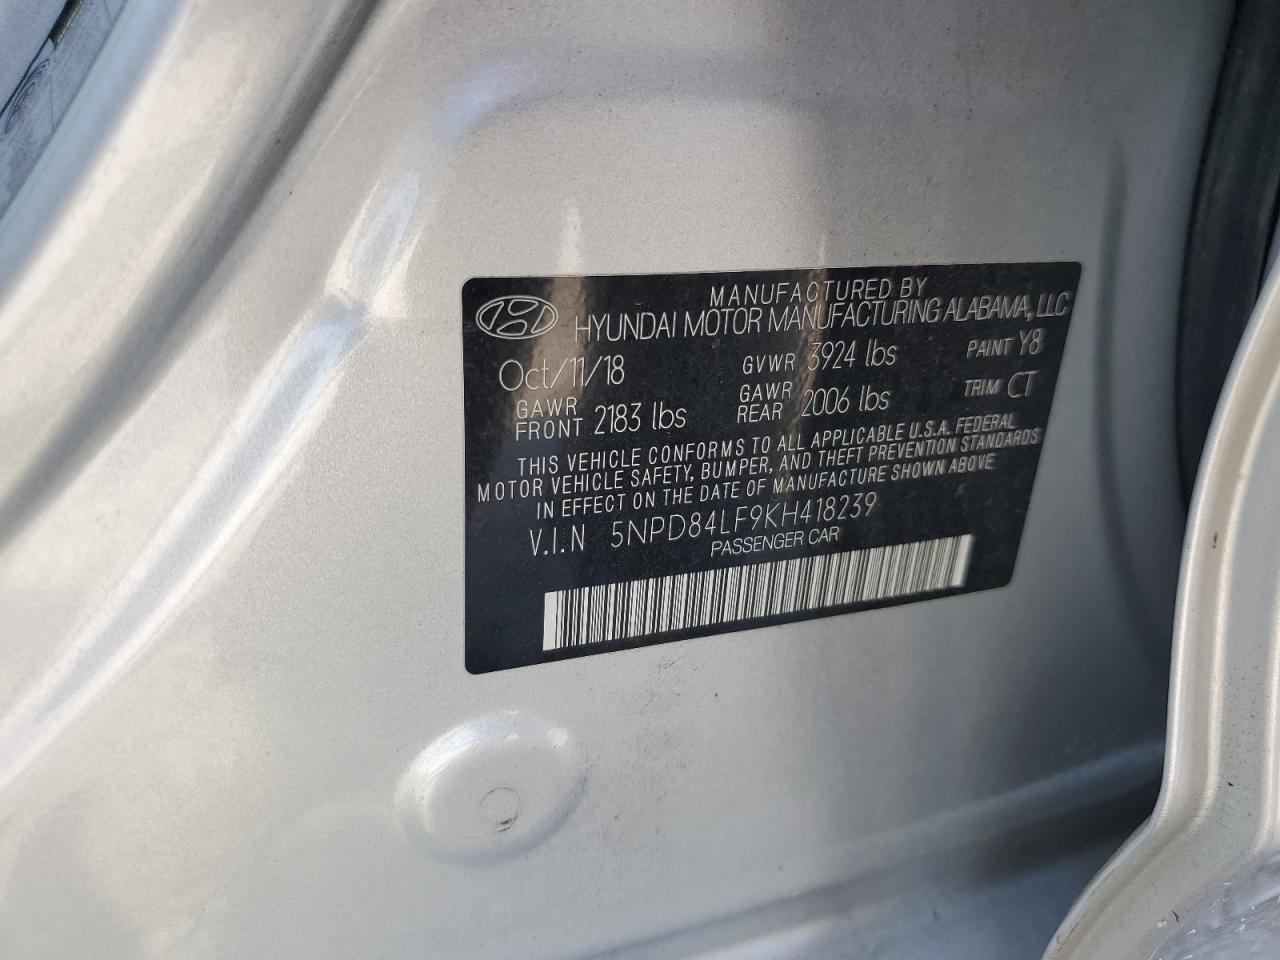 MANUFACTURED BY
HYUNDAI MOTOR MANUFACTURING ALABAMA, LLC
Oct/11/18 GVWR 3924 lbs PAINT Y8
GAWR FRONT 2183 lbs GAWR REAR 2006 lbs TRIM CT
THIS VEHICLE CONFORMS TO ALL APPLICABLE U.S.A. FEDERAL
MOTOR VEHICLE SAFETY, BUMPER, AND THEFT PREVENTION STANDARDS
IN EFFECT ON THE DATE OF MANUFACTURE SHOWN ABOVE
V.I.N 5NPD84LF9KH418239
PASSENGER CAR